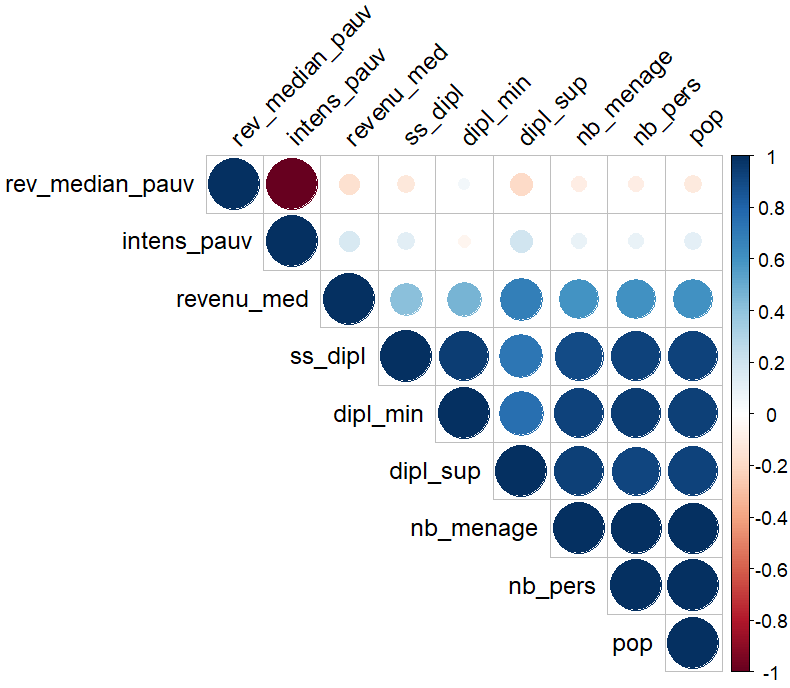 rev_median_pauv
intens_pauv
revenu_med
ss_dipl
dipl_min
dipl_sup
nb_menage
nb_pers
pop
rev_median_pauv
intens_pauv
revenu_med
ss_dipl
dipl_min
dipl_sup
nb_menage
nb_pers
pop
1
0.8
0.6
0.4
0.2
0
-0.2
-0.4
-0.6
-0.8
-1